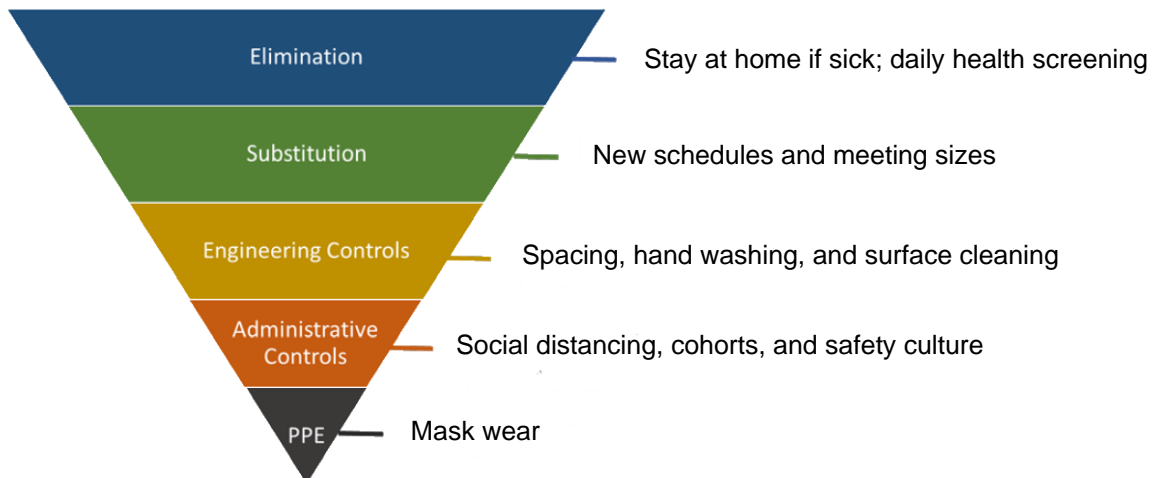 Elimination
Stay at home if sick; daily health screening
Substitution
New schedules and meeting sizes
Engineering Controls
Spacing, hand washing, and surface cleaning
Administrative
Controls
Social distancing, cohorts, and safety culture
PPE
Mask wear